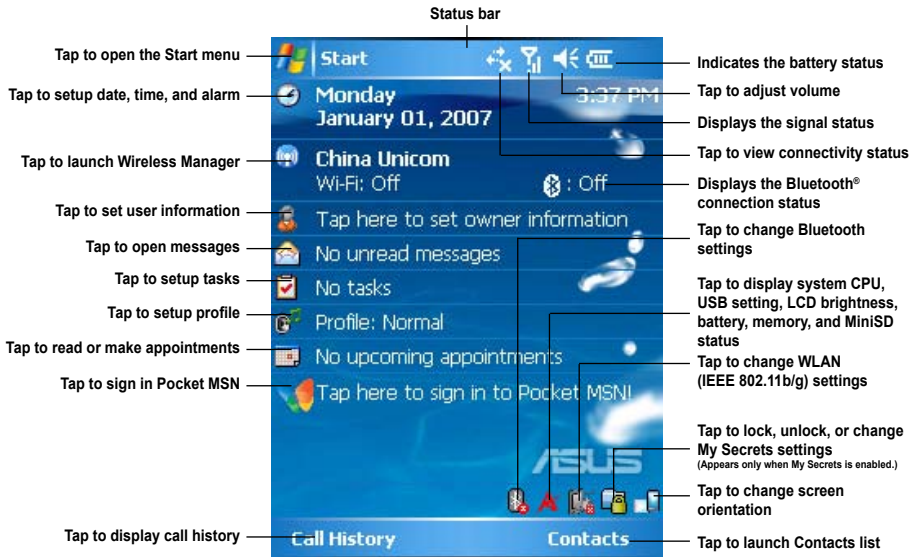 Status bar
Tap to open the Start menu
Tap to setup date, time, and alarm
Tap to launch Wireless Manager
Tap to set user information
Tap to open messages
Tap to setup tasks
Tap to setup profile
Tap to read or make appointments
Tap to sign in Pocket MSN
Tap to display call history
Start
Monday
3:37 PM
January 01, 2007
China Unicom
Wi-Fi: Off
: Off
Tap here to set owner information
No unread messages
No tasks
Profile: Normal
No upcoming appointments
Tap here to sign in to Pocket MSN!
ASUS
Call History
Contacts
Indicates the battery status
Tap to adjust volume
Displays the signal status
Tap to view connectivity status
Displays the Bluetooth®
connection status
Tap to change Bluetooth
settings
Tap to display system CPU,
USB setting, LCD brightness,
battery, memory, and MiniSD
status
Tap to change WLAN
(IEEE 802.11b/g) settings
Tap to lock, unlock, or change
My Secrets settings
(Appears only when My Secrets is enabled.)
Tap to change screen
orientation
Tap to launch Contacts list